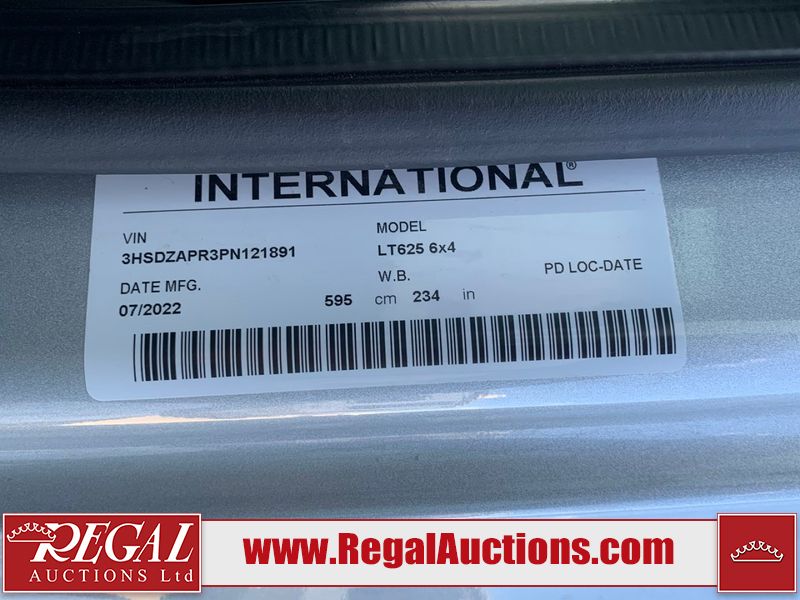 INTERNATIONAL®
VIN
3HSDZAPR3PN121891
MODEL
LT625 6x4
DATE MFG.
07/2022
W.B.
595 cm 234 in
PD LOC-DATE
REGAL
AUCTIONS Ltd
www.RegalAuctions.com